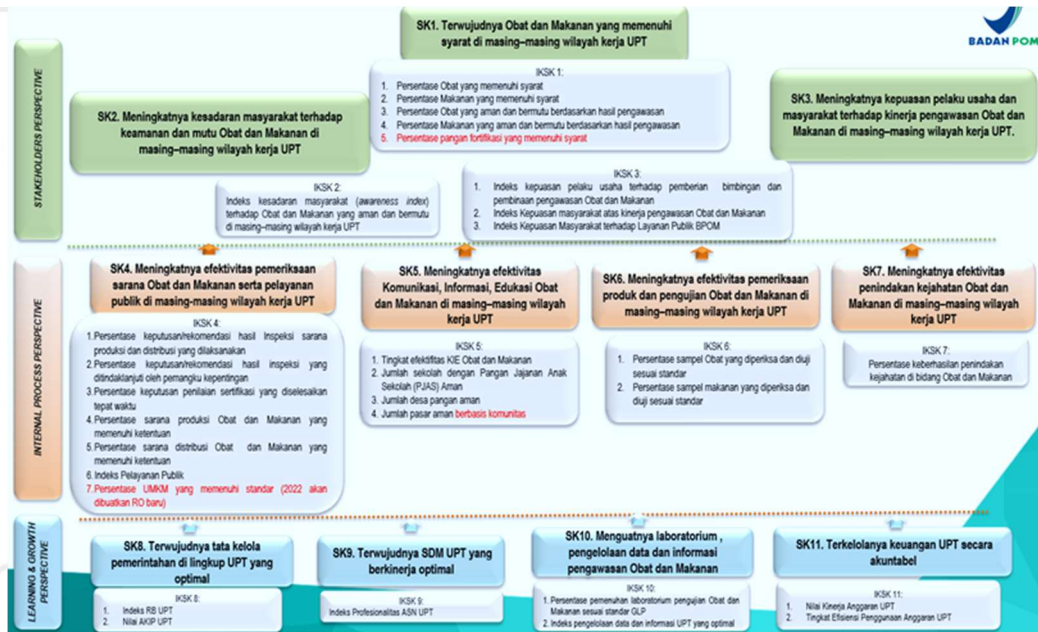 SK1. Terwujudnya Obat dan Makanan yang memenuhi
syarat di masing–masing wilayah kerja UPT
BADAN POM
STAKEHOLDERS PERSPECTIVE
IKSK 1:
1. Persentase Obat yang memenuhi syarat
2. Persentase Makanan yang memenuhi syarat
3. Persentase Obat yang aman dan bermutu berdasarkan hasil pengawasan
4. Persentase Makanan yang aman dan bermutu berdasarkan hasil pengawasan
5. Persentase pangan fortifikasi yang memenuhi syarat
SK2. Meningkatnya kesadaran masyarakat terhadap
keamanan dan mutu Obat dan Makanan di
masing–masing wilayah kerja UPT
SK3. Meningkatnya kepuasan pelaku usaha dan
masyarakat terhadap kinerja pengawasan Obat dan
Makanan di masing–masing wilayah kerja UPT.
IKSK 2:
Indeks kesadaran masyarakat (awareness index)
terhadap Obat dan Makanan yang aman dan bermutu
di masing–masing wilayah kerja UPT
IKSK 3:
1. Indeks kepuasan pelaku usaha terhadap pemberian bimbingan dan
pembinaan pengawasan Obat dan Makanan
2. Indeks Kepuasan masyarakat atas kinerja pengawasan Obat dan Makanan
3. Indeks Kepuasan Masyarakat terhadap Layanan Publik BPOM
INTERNAL PROCESS PERSPECTIVE
SK4. Meningkatnya efektivitas pemeriksaan
sarana Obat dan Makanan serta pelayanan
publik di masing-masing wilayah kerja UPT
IKSK 4:
1.Persentase keputusan/rekomendasi hasil Inspeksi sarana
produksi dan distribusi yang dilaksanakan
2.Persentase keputusan/rekomendasi hasil inspeksi yang
ditindaklanjuti oleh pemangku kepentingan
3.Persentase keputusan penilaian sertifikasi yang diselesaikan
tepat waktu
4.Persentase sarana produksi Obat dan Makanan yang
memenuhi ketentuan
5.Persentase sarana distribusi Obat dan Makanan yang
memenuhi ketentuan
6.Indeks Pelayanan Publik
7.Persentase UMKM yang memenuhi standar (2022 akan
dibuatkan RO baru)
SK5. Meningkatnya efektivitas
Komunikasi, Informasi, Edukasi Obat
dan Makanan di masing–masing wilayah
kerja UPT
IKSK 5:
1. Tingkat efektifitas KIE Obat dan Makanan
2. Jumlah sekolah dengan Pangan Jajanan Anak
Sekolah (PJAS) Aman
3. Jumlah desa pangan aman
4. Jumlah pasar aman berbasis komunitas
SK6. Meningkatnya efektivitas pemeriksaan
produk dan pengujian Obat dan Makanan di
masing–masing wilayah kerja UPT
IKSK 6:
1. Persentase sampel Obat yang diperiksa dan diuji
sesuai standar
2. Persentase sampel makanan yang diperiksa dan
diuji sesuai standar
SK7. Meningkatnya efektivitas
penindakan kejahatan Obat dan
Makanan di masing–masing wilayah
kerja UPT
IKSK 7:
Persentase keberhasilan penindakan
kejahatan di bidang Obat dan Makanan
LEARNING & GROWTH
PERSPECTIVE
SK8. Terwujudnya tata kelola
pemerintahan di lingkup UPT yang
optimal
IKSK 8:
1. Indeks RB UPT
2. Nilai AKIP UPT
SK9. Terwujudnya SDM UPT yang
berkinerja optimal
IKSK 9:
Indeks Profesionalitas ASN UPT
SK10. Menguatnya laboratorium ,
pengelolaan data dan informasi
pengawasan Obat dan Makanan
IKSK 10:
1. Persentase pemenuhan laboratorium pengujian Obat dan
Makanan sesuai standar GLP
2. Indeks pengelolaan data dan informasi UPT yang optimal
SK11. Terkelolanya keuangan UPT secara
akuntabel
IKSK 11:
1. Nilai Kinerja Anggaran UPT
2. Tingkat Efisiensi Penggunaan Anggaran UPT